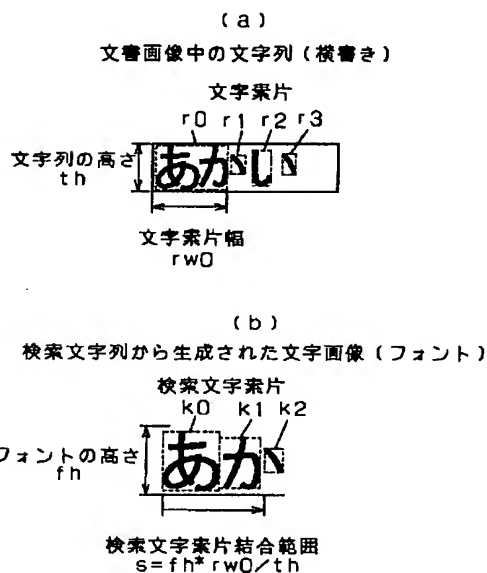 (a)
文書画像中の文字列(横書き)
文字素片
r0 r1 r2 r3
文字列の高さ
th
あかい、
文字素片幅
rw0
(b)
検索文字列から生成された文字画像(フォント)
検索文字素片
k0 k1 k2
フォントの高さ
fh
あか
検索文字素片結合範囲
s=fh*rw0/th